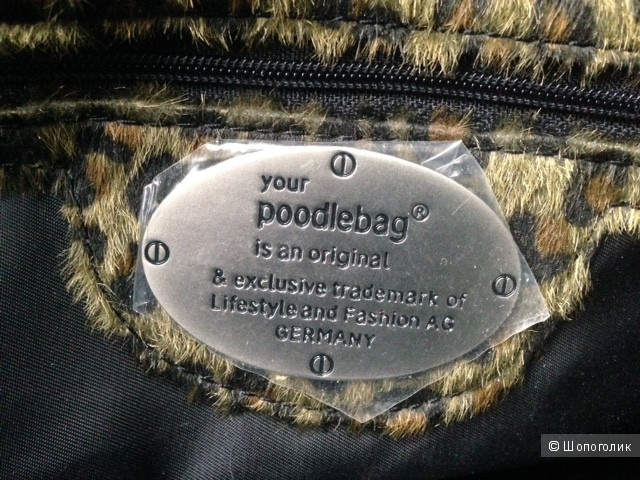 your
poodlebag®
is an original
& exclusive trademark of
Lifestyle and Fashion AG
GERMANY
© Шопоголик